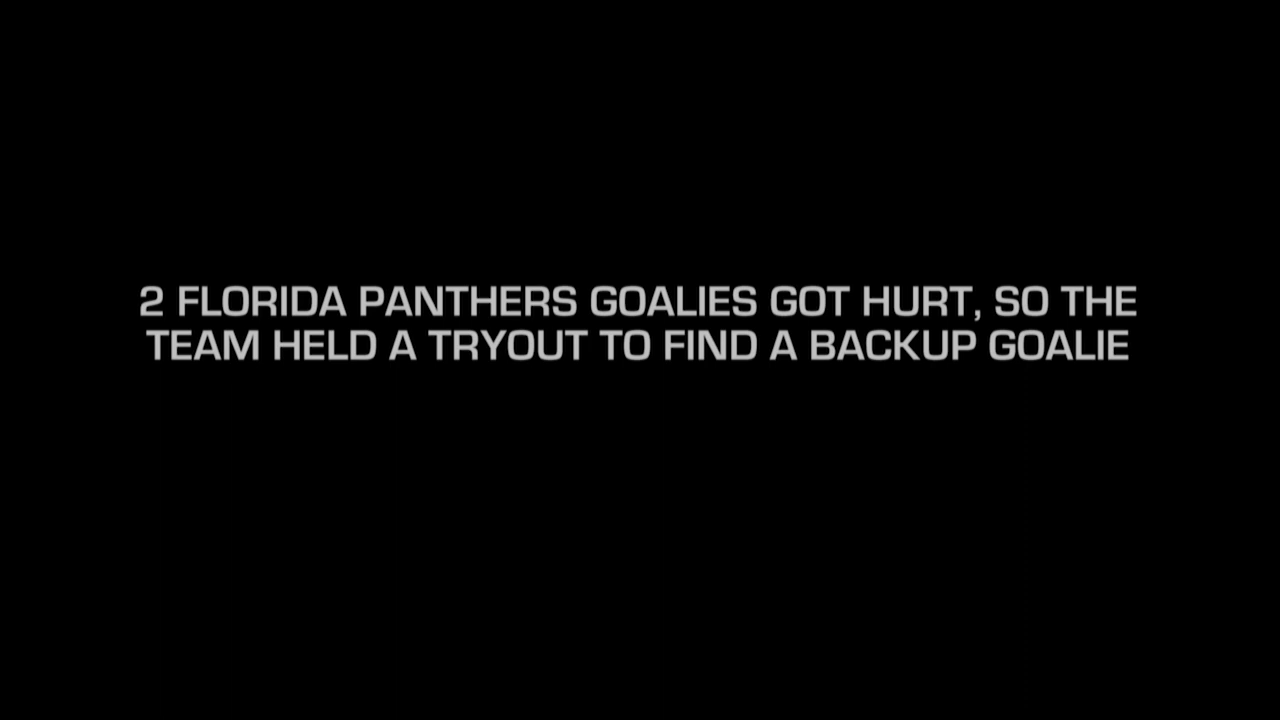 2 FLORIDA PANTHERS GOALIES GOT HURT, SO THE
TEAM HELD A TRYOUT TO FIND A BACKUP GOALIE